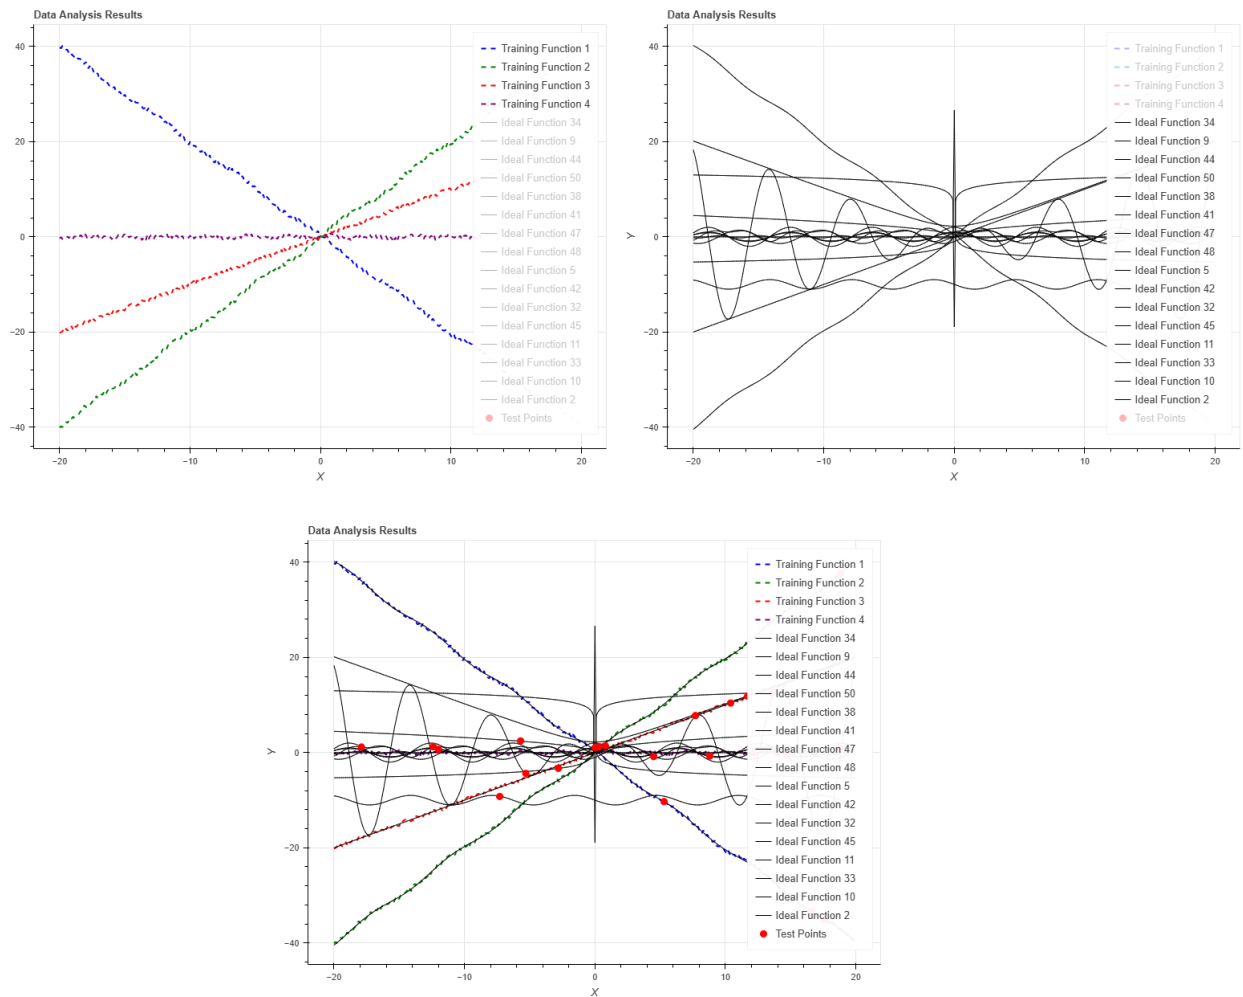 Data Analysis Results
40
20
0
−20
−40
−20
−10
0
10
20
X
Training Function 1
Training Function 2
Training Function 3
Training Function 4
Ideal Function 34
Ideal Function 9
Ideal Function 44
Ideal Function 50
Ideal Function 38
Ideal Function 41
Ideal Function 47
Ideal Function 48
Ideal Function 5
Ideal Function 42
Ideal Function 32
Ideal Function 45
Ideal Function 11
Ideal Function 33
Ideal Function 10
Ideal Function 2
Test Points
Data Analysis Results
40
20
0
−20
−40
Y
−20
−10
0
10
20
X
Training Function 1
Training Function 2
Training Function 3
Training Function 4
Ideal Function 34
Ideal Function 9
Ideal Function 44
Ideal Function 50
Ideal Function 38
Ideal Function 41
Ideal Function 47
Ideal Function 48
Ideal Function 5
Ideal Function 42
Ideal Function 32
Ideal Function 45
Ideal Function 11
Ideal Function 33
Ideal Function 10
Ideal Function 2
Test Points
Data Analysis Results
40
20
0
−20
−40
Y
−20
−10
0
10
20
X
Training Function 1
Training Function 2
Training Function 3
Training Function 4
Ideal Function 34
Ideal Function 9
Ideal Function 44
Ideal Function 50
Ideal Function 38
Ideal Function 41
Ideal Function 47
Ideal Function 48
Ideal Function 5
Ideal Function 42
Ideal Function 32
Ideal Function 45
Ideal Function 11
Ideal Function 33
Ideal Function 10
Ideal Function 2
Test Points